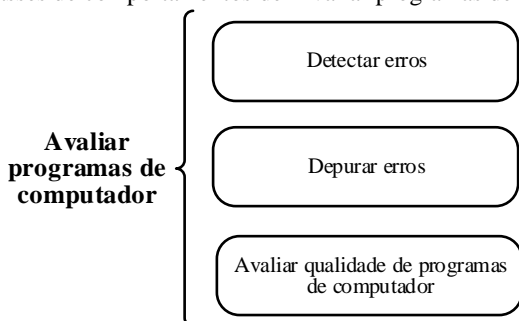 Detectar erros
Avaliar
programas de
computador
Depurar erros
Avaliar qualidade de programas
de computador